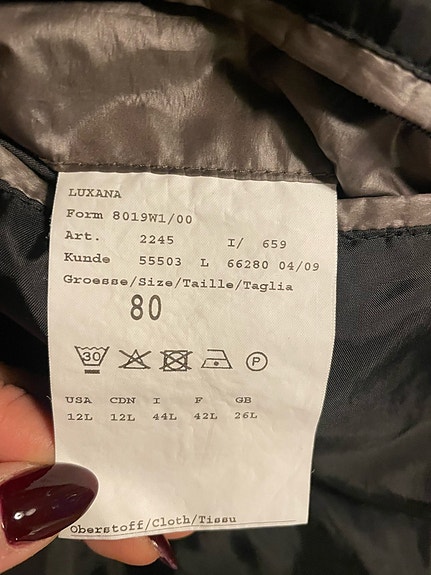 LUXANA
Form 8019W1/00
Art. 2245 I/ 659
Kunde 55503 L 66280 04/09
Groesse/Size/Taille/Taglia
80
30 P
USA CDN I F GB
12L 12L 44L 42L 26L
Oberstoff/Cloth/Tissu